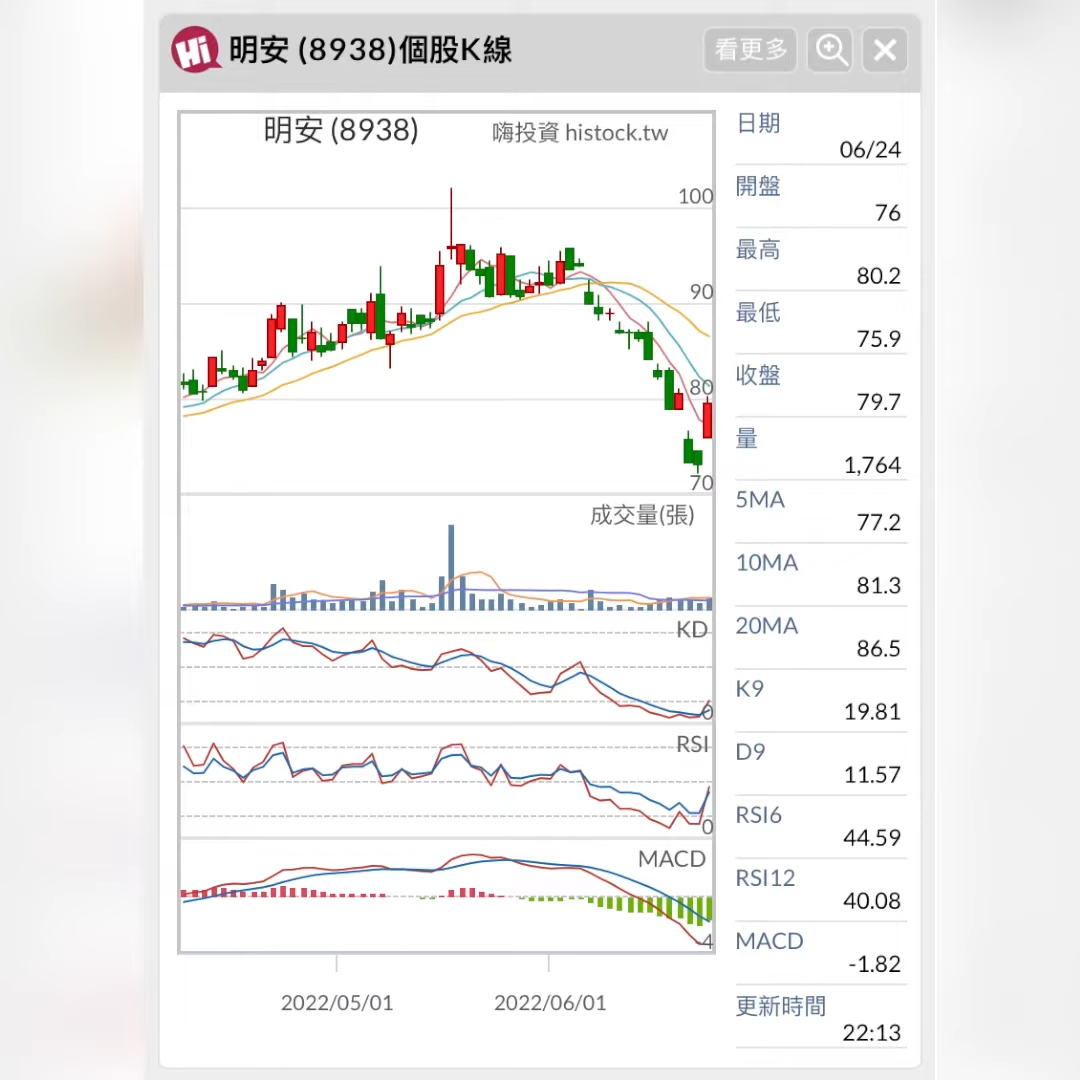 Hi 明安 (8938)個股K線 看更多
明安 (8938) 嗨投資 histock.tw
100
90
80
70
成交量(張)
KD
0
RSI
0
MACD
-4
2022/05/01 2022/06/01
日期
06/24
開盤
76
最高
80.2
最低
75.9
收盤
79.7
量
1,764
5MA
77.2
10MA
81.3
20MA
86.5
K9
19.81
D9
11.57
RSI6
44.59
RSI12
40.08
MACD
-1.82
更新時間
22:13